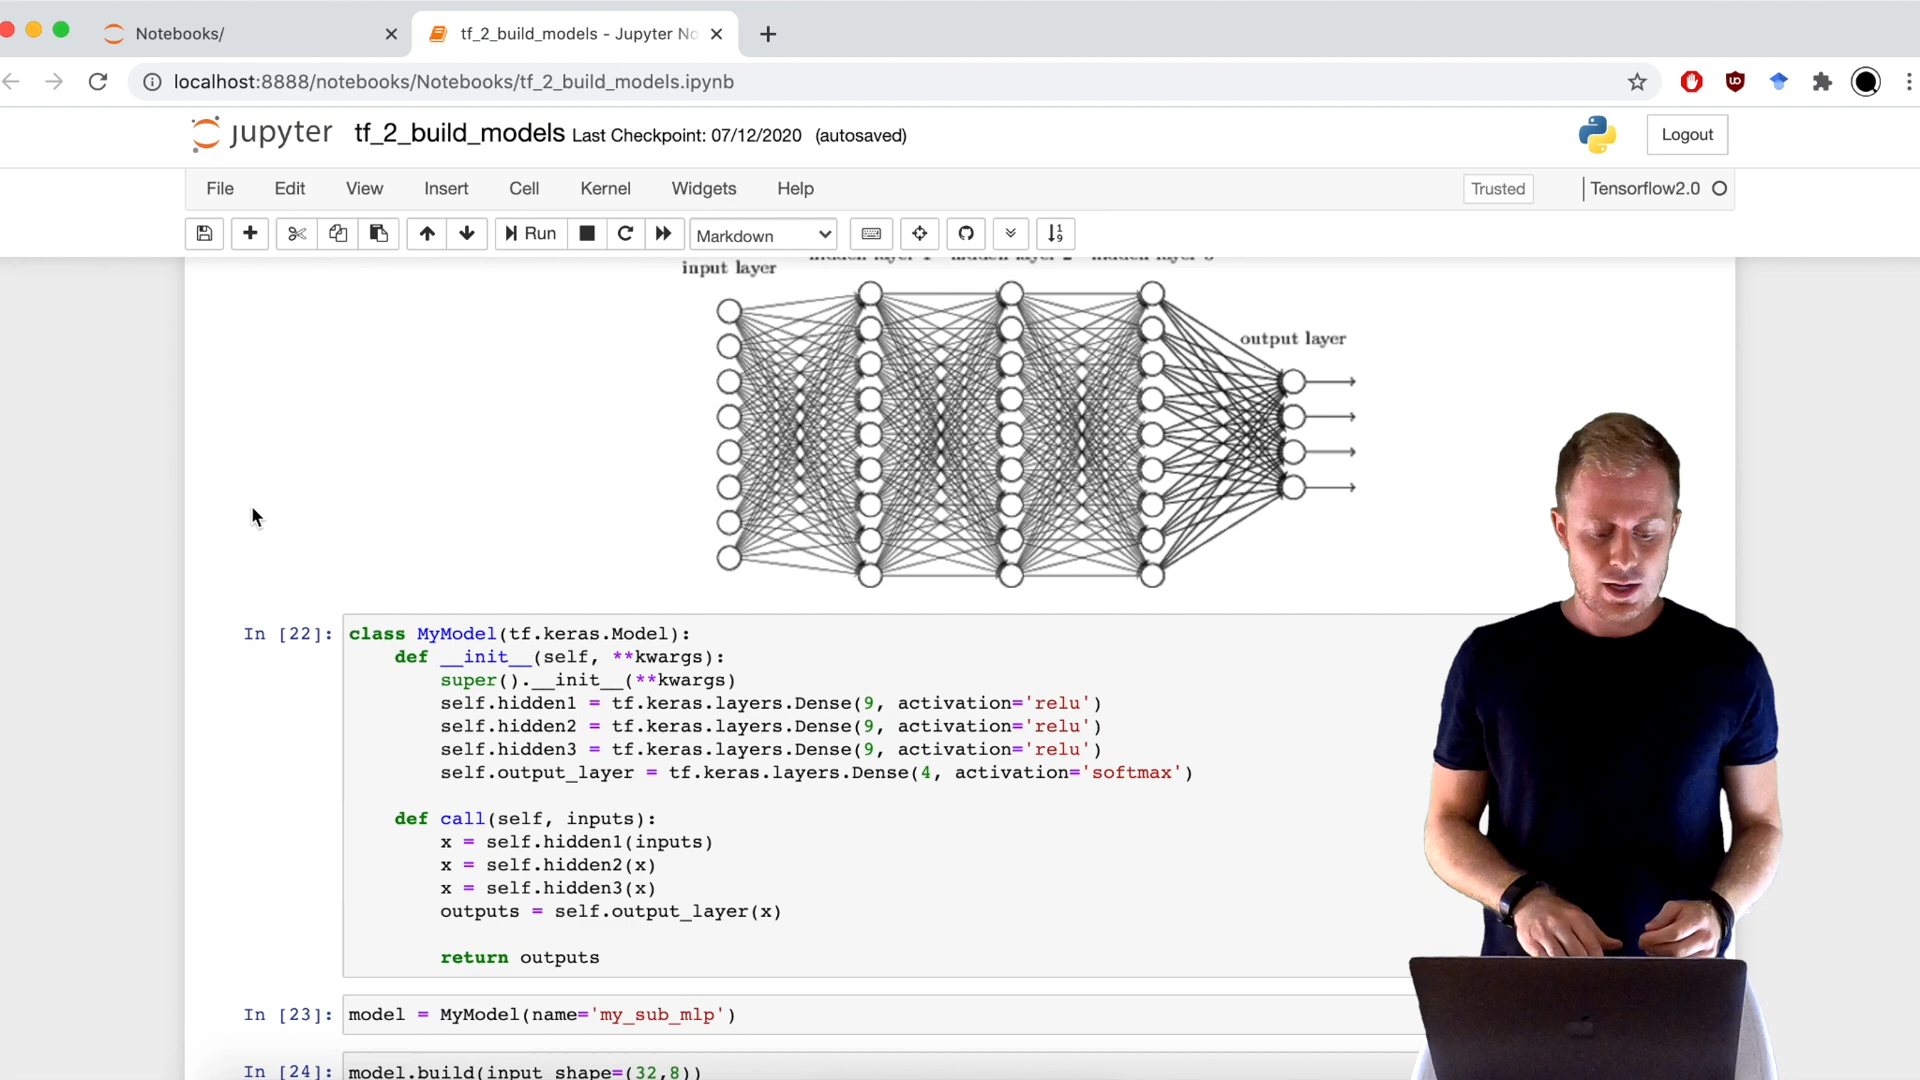 Notebooks/
tf_2_build_models - Jupyter No
localhost:8888/notebooks/Notebooks/tf_2_build_models.ipynb
jupyter tf_2_build_models Last Checkpoint: 07/12/2020 (autosaved)
Logout
File Edit View Insert Cell Kernel Widgets Help
Trusted
Tensorflow2.0
Run
Markdown
input layer
output layer
In [22]:
class MyModel(tf.keras.Model):
def __init__(self, **kwargs):
super().__init__(**kwargs)
self.hidden1 = tf.keras.layers.Dense(9, activation='relu')
self.hidden2 = tf.keras.layers.Dense(9, activation='relu')
self.hidden3 = tf.keras.layers.Dense(9, activation='relu')
self.output_layer = tf.keras.layers.Dense(4, activation='softmax')
def call(self, inputs):
x = self.hidden1(inputs)
x = self.hidden2(x)
x = self.hidden3(x)
outputs = self.output_layer(x)
return outputs
In [23]:
model = MyModel(name='my_sub_mlp')
In [24]:
model.build(input_shape=(32,8))